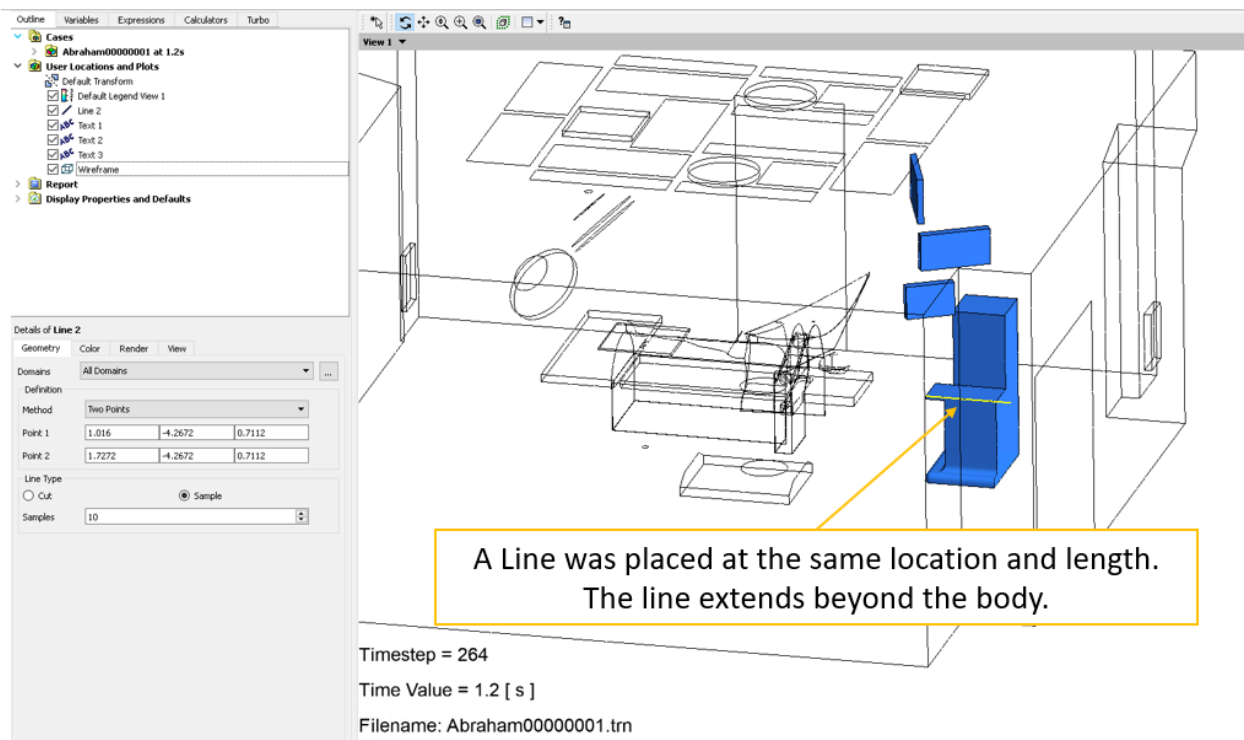 Outline Variables Expressions Calculators Turbo
Cases
Abraham00000001 at 1.2s
User Locations and Plots
Default Transform
Default Legend View 1
Line 2
ABC Text 1
ABC Text 2
ABC Text 3
Wireframe
Report
Display Properties and Defaults
View 1
Details of Line 2
Geometry Color Render View
Domains All Domains ...
Definition
Method Two Points
Point 1 1.016 -4.2672 0.7112
Point 2 1.7272 -4.2672 0.7112
Line Type
Cut Sample
Samples 10
A Line was placed at the same location and length.
The line extends beyond the body.
Timestep = 264
Time Value = 1.2 [ s ]
Filename: Abraham00000001.trn